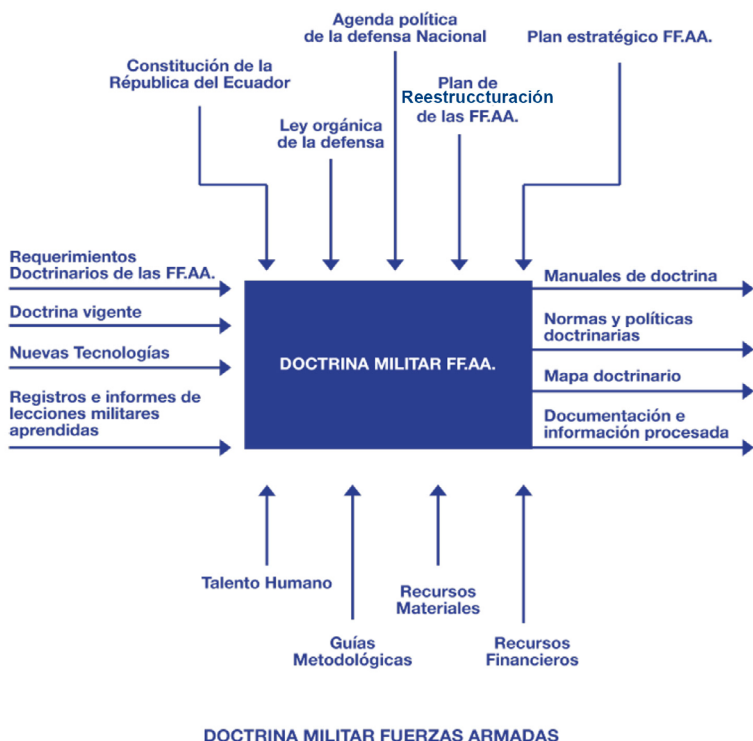 Agenda política
de la defensa Nacional
Plan estratégico FF.AA.
Constitución de la
Répública del Ecuador
Plan de
Reestruccturación
de las FF.AA.
Ley orgánica
de la defensa
Requerimientos
Doctrinarios de las FF.AA.
Doctrina vigente
Nuevas Tecnologías
Registros e informes de
lecciones militares
aprendidas
DOCTRINA MILITAR FF.AA.
Manuales de doctrina
Normas y políticas
doctrinarias
Mapa doctrinario
Documentación e
información procesada
Talento Humano
Guías
Metodológicas
Recursos
Materiales
Recursos
Financieros
DOCTRINA MILITAR FUERZAS ARMADAS